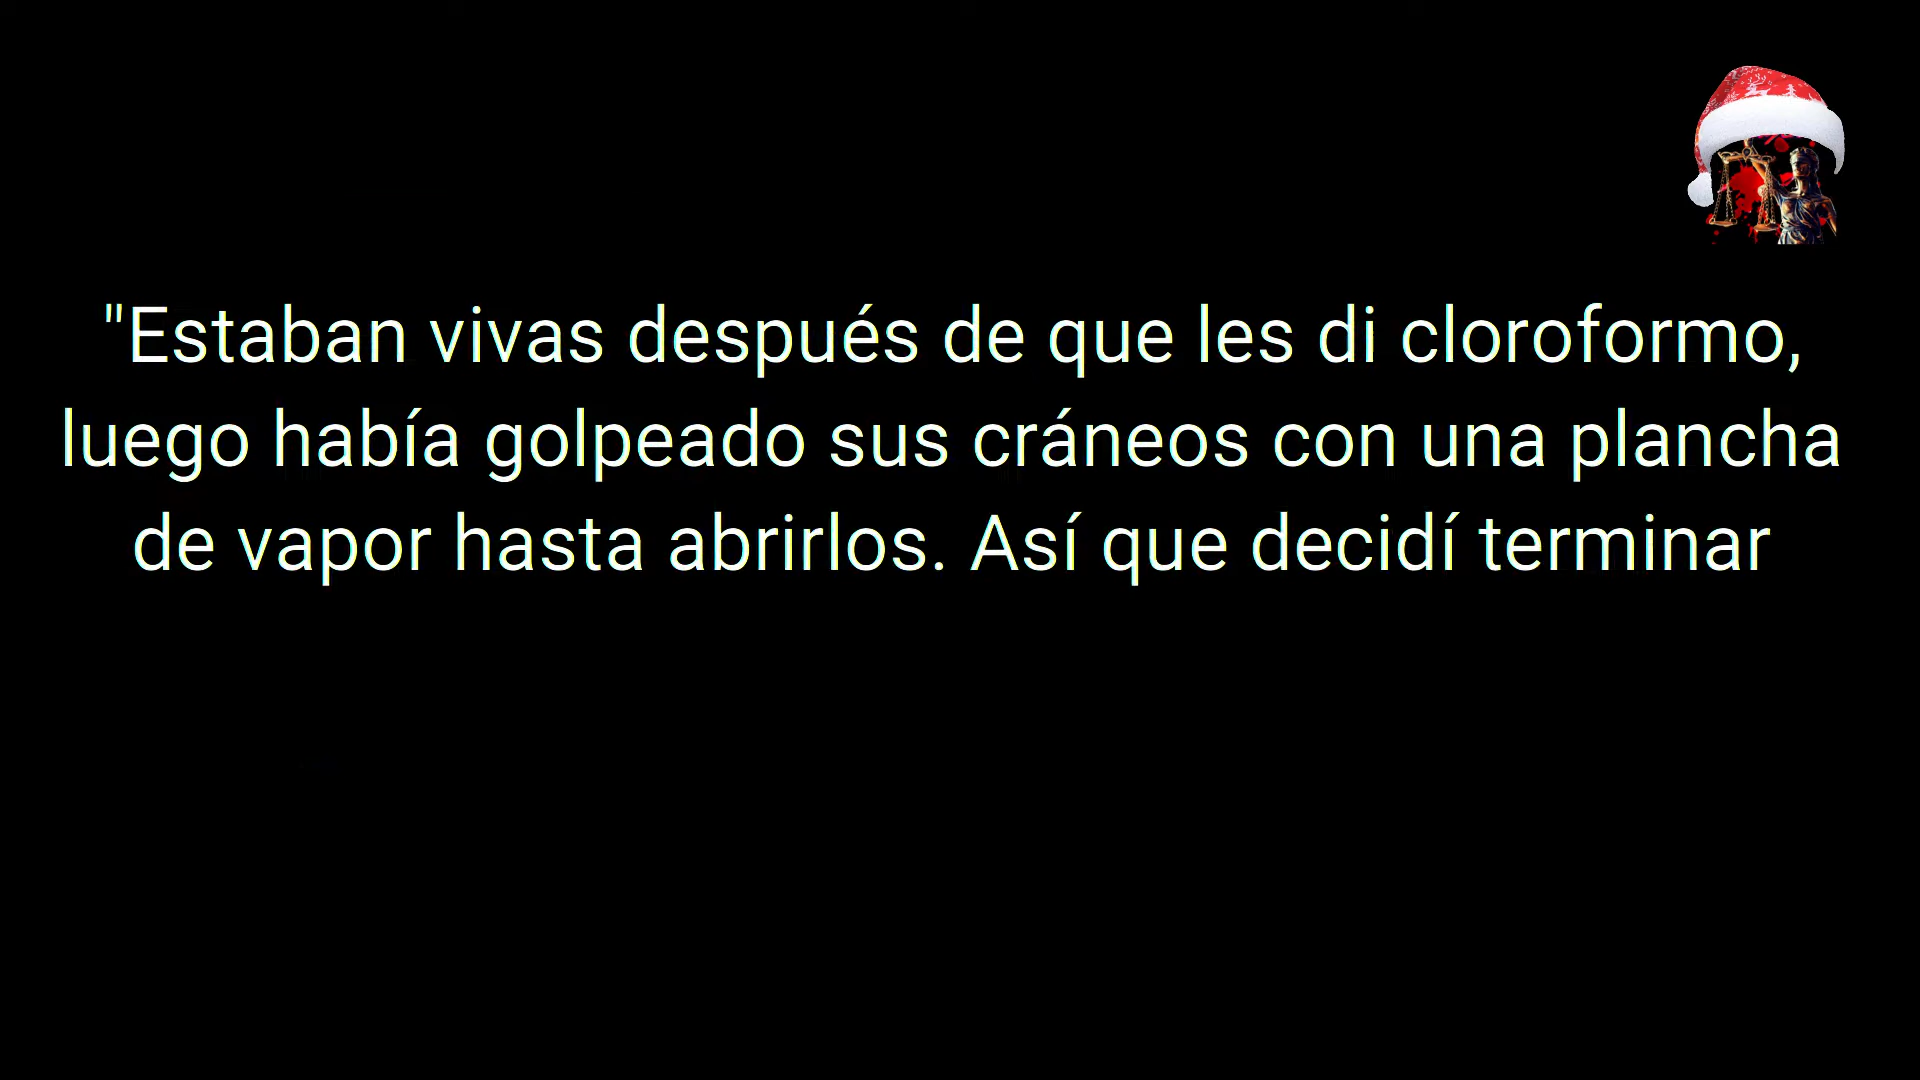 "Estaban vivas después de que les di cloroformo,
luego había golpeado sus cráneos con una plancha
de vapor hasta abrirlos. Así que decidí terminar